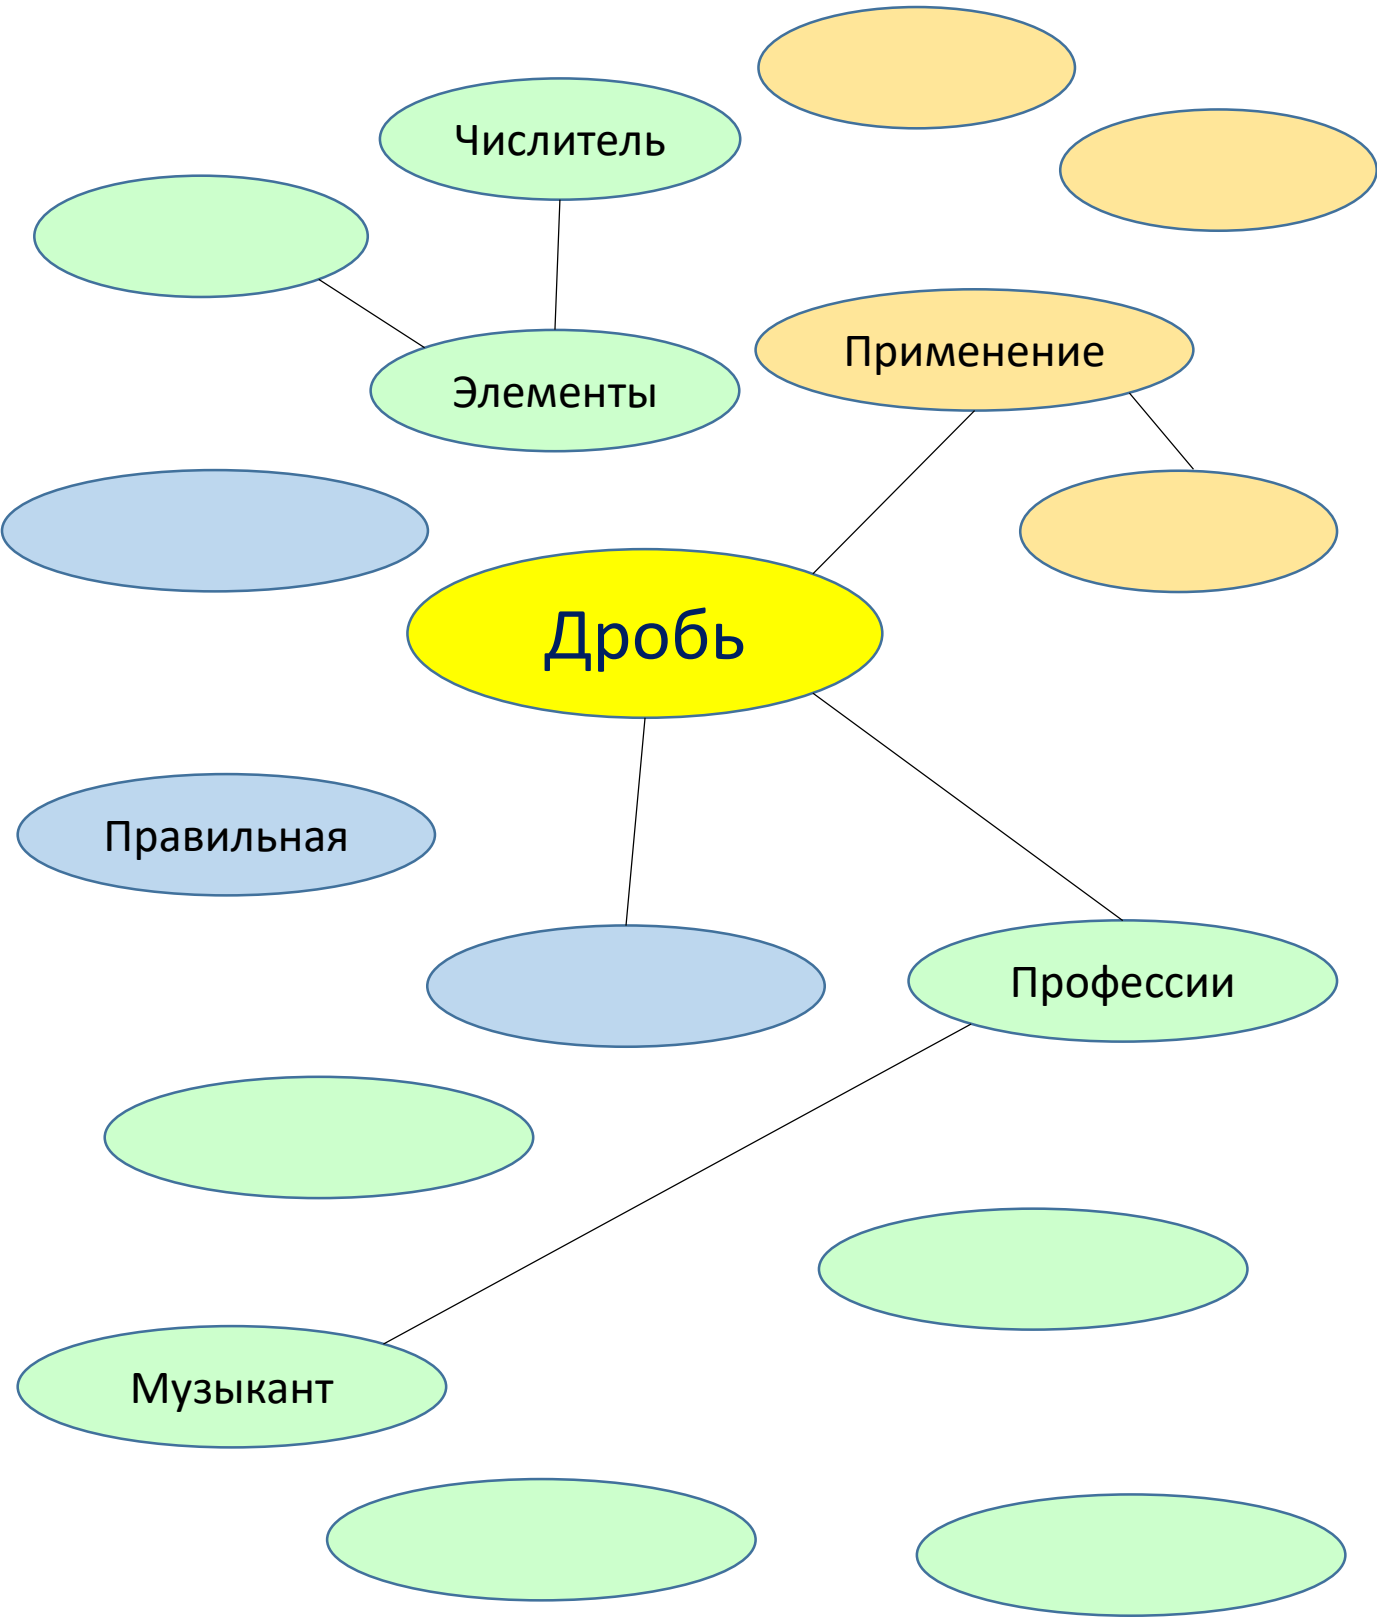 Числитель
Применение
Элементы
Дробь
Правильная
Профессии
Музыкант